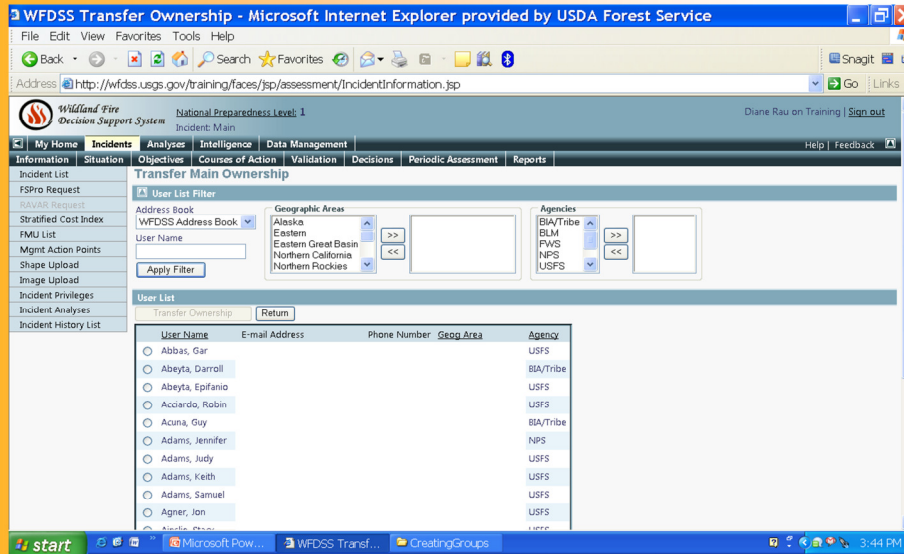 WFDSS Transfer Ownership - Microsoft Internet Explorer provided by USDA Forest Service
File Edit View Favorites Tools Help
Back Search Favorites Snagit
Address http://wfdss.usgs.gov/training/faces/jsp/assessment/IncidentInformation.jsp Go Links
Wildland Fire
Decision Support System
National Preparedness Level: 1
Incident: Main
Diane Rau on Training | Sign out
My Home Incidents Analyses Intelligence Data Management Help | Feedback
Information Situation Objectives Courses of Action Validation Decisions Periodic Assessment Reports
Incident List
FSPro Request
RAVAR Request
Stratified Cost Index
FMU List
Mgmt Action Points
Shape Upload
Image Upload
Incident Privileges
Incident Analyses
Incident History List
Transfer Main Ownership
User List Filter
Address Book
WFDSS Address Book
User Name
Apply Filter
Geographic Areas
Alaska
Eastern
Eastern Great Basin
Northern California
Northern Rockies
>>
<<
Agencies
BIA/Tribe
BLM
FWS
NPS
USFS
>>
<<
User List
Transfer Ownership Return
User Name E-mail Address Phone Number Geog Area Agency
Abbas, Gar USFS
Abeyta, Darroll BIA/Tribe
Abeyta, Epifanio USFS
Acciardo, Robin USFS
Acuna, Guy BIA/Tribe
Adams, Jennifer NPS
Adams, Judy USFS
Adams, Keith USFS
Adams, Samuel USFS
Agner, Jon USFS
start Microsoft Pow... WFDSS Transf... CreatingGroups 3:44 PM